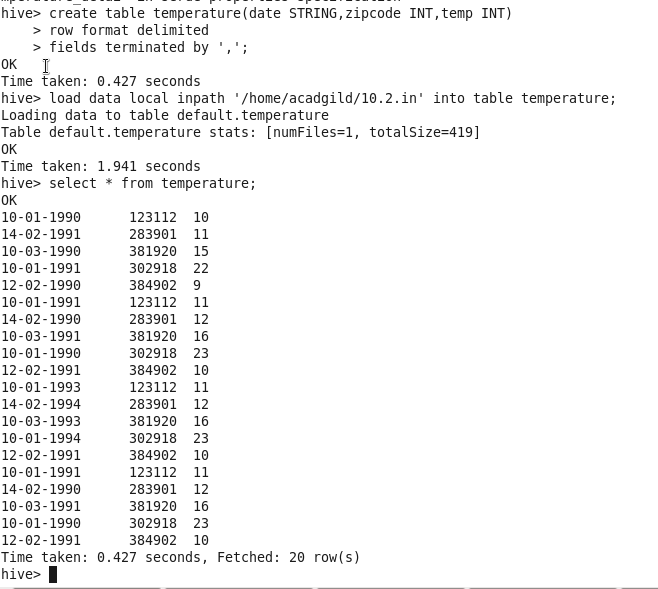 hive> create table temperature(date STRING,zipcode INT,temp INT)
    > row format delimited
    > fields terminated by ',';
OK
Time taken: 0.427 seconds
hive> load data local inpath '/home/acadgild/10.2.in' into table temperature;
Loading data to table default.temperature
Table default.temperature stats: [numFiles=1, totalSize=419]
OK
Time taken: 1.941 seconds
hive> select * from temperature;
OK
10-01-1990      123112  10
14-02-1991      283901  11
10-03-1990      381920  15
10-01-1991      302918  22
12-02-1990      384902  9
10-01-1991      123112  11
14-02-1990      283901  12
10-03-1991      381920  16
10-01-1990      302918  23
12-02-1991      384902  10
10-01-1993      123112  11
14-02-1994      283901  12
10-03-1993      381920  16
10-01-1994      302918  23
12-02-1991      384902  10
10-01-1991      123112  11
14-02-1990      283901  12
10-03-1991      381920  16
10-01-1990      302918  23
12-02-1991      384902  10
Time taken: 0.427 seconds, Fetched: 20 row(s)
hive>